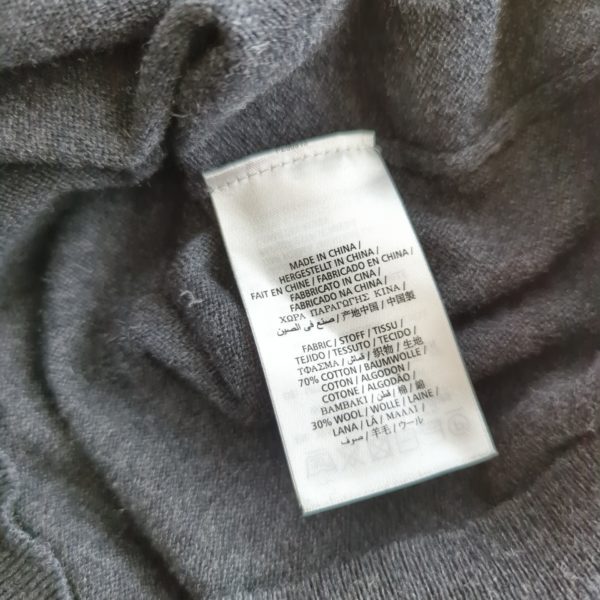 MADE IN CHINA /
HERGESTELLT IN CHINA /
FAIT EN CHINE / FABRICADO EN CHINA /
FABBRICATO IN CINA /
FABRICADO NA CHINA /
ΧΩΡΑ ΠΑΡΑΓΩΓΗΣ ΚΙΝΑ /
صنع في الصين / 产地中国 / 中国製
FABRIC / STOFF / TISSU /
TEJIDO / TESSUTO / TECIDO /
ΥΦΑΣΜΑ / قماش / 织物 / 生地
70% COTTON / BAUMWOLLE /
COTON / ALGODON /
COTONE / ALGODÃO /
ΒΑΜΒΑΚΙ / قطن / 棉 / 綿
30% WOOL / WOLLE / LAINE /
LANA / LÃ / ΜΑΛΛΙ /
صوف / 羊毛 / ウール